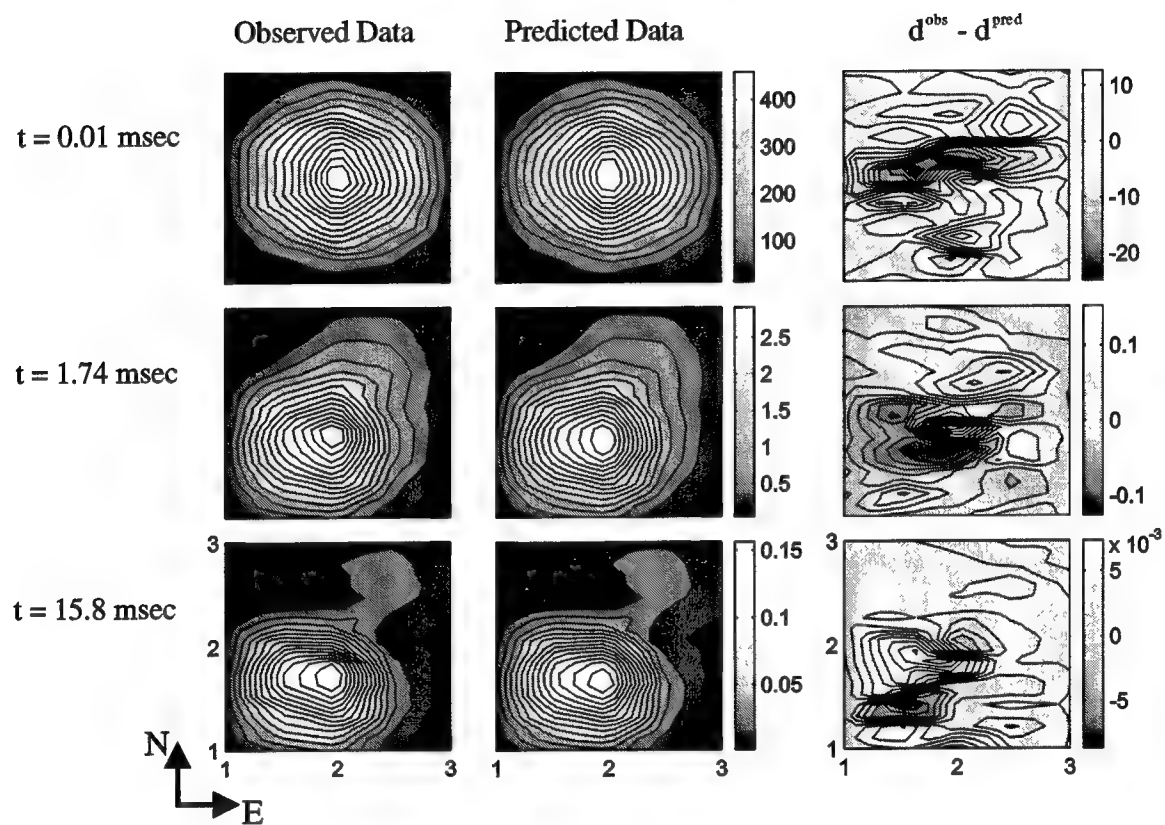 Observed Data Predicted Data d^obs - d^pred
t = 0.01 msec
400
300
200
100
10
0
-10
-20
t = 1.74 msec
2.5
2
1.5
1
0.5
0.1
0
-0.1
t = 15.8 msec
3
2
1
1 2 3
1 2 3
0.15
0.1
0.05
3
2
1
1 2 3
x 10^-3
5
0
-5
N
E